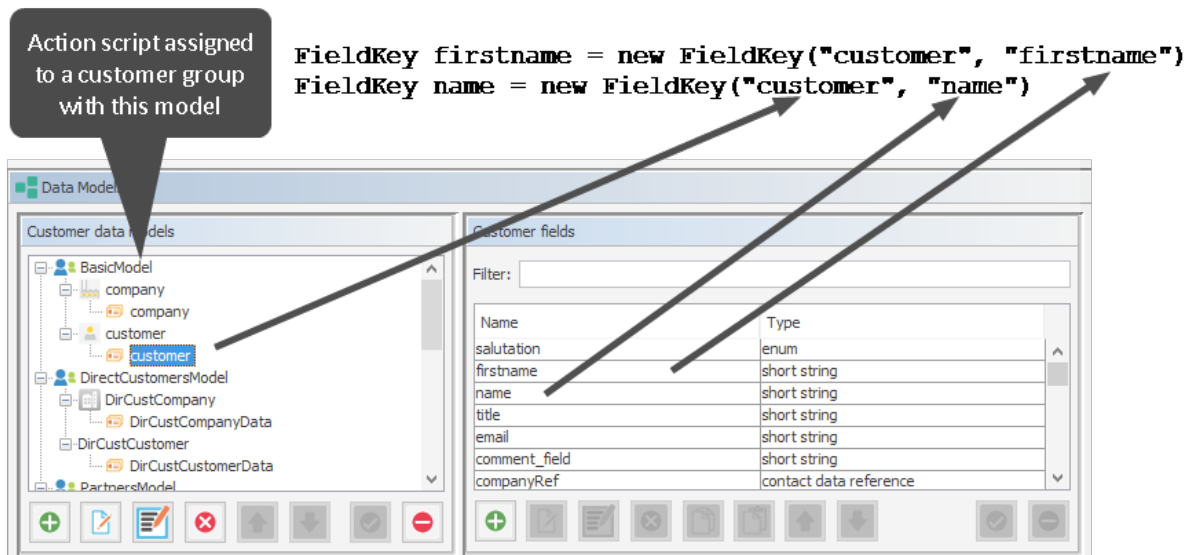 Action script assigned
to a customer group
with this model
FieldKey firstname = new FieldKey("customer", "firstname")
FieldKey name = new FieldKey("customer", "name")
Data Model
Customer data models
BasicModel
company
company
customer
customer
DirectCustomersModel
DirCustCompany
DirCustCompanyData
DirCustCustomer
DirCustCustomerData
PartnersModel
Customer fields
Filter:
Name Type
salutation enum
firstname short string
name short string
title short string
email short string
comment_field short string
companyRef contact data reference